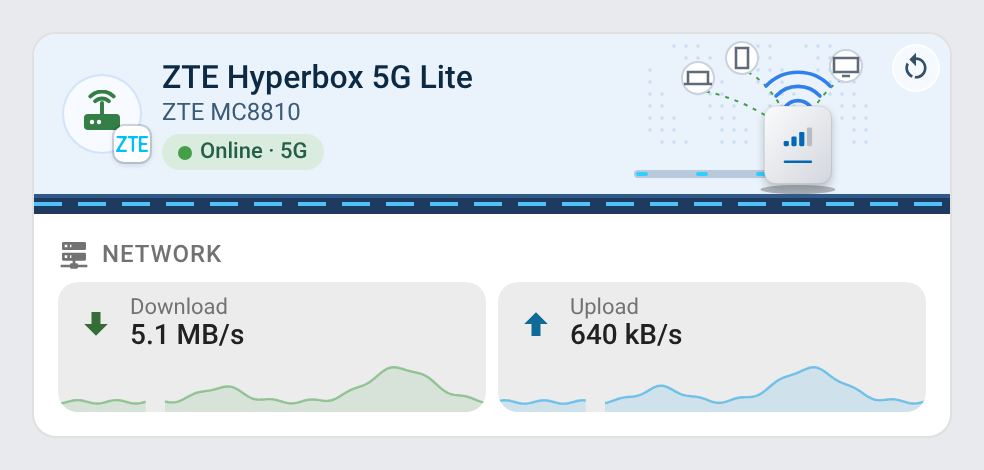 ZTE Hyperbox 5G Lite
ZTE MC8810
ZTE
Online · 5G
NETWORK
Download
5.1 MB/s
Upload
640 kB/s